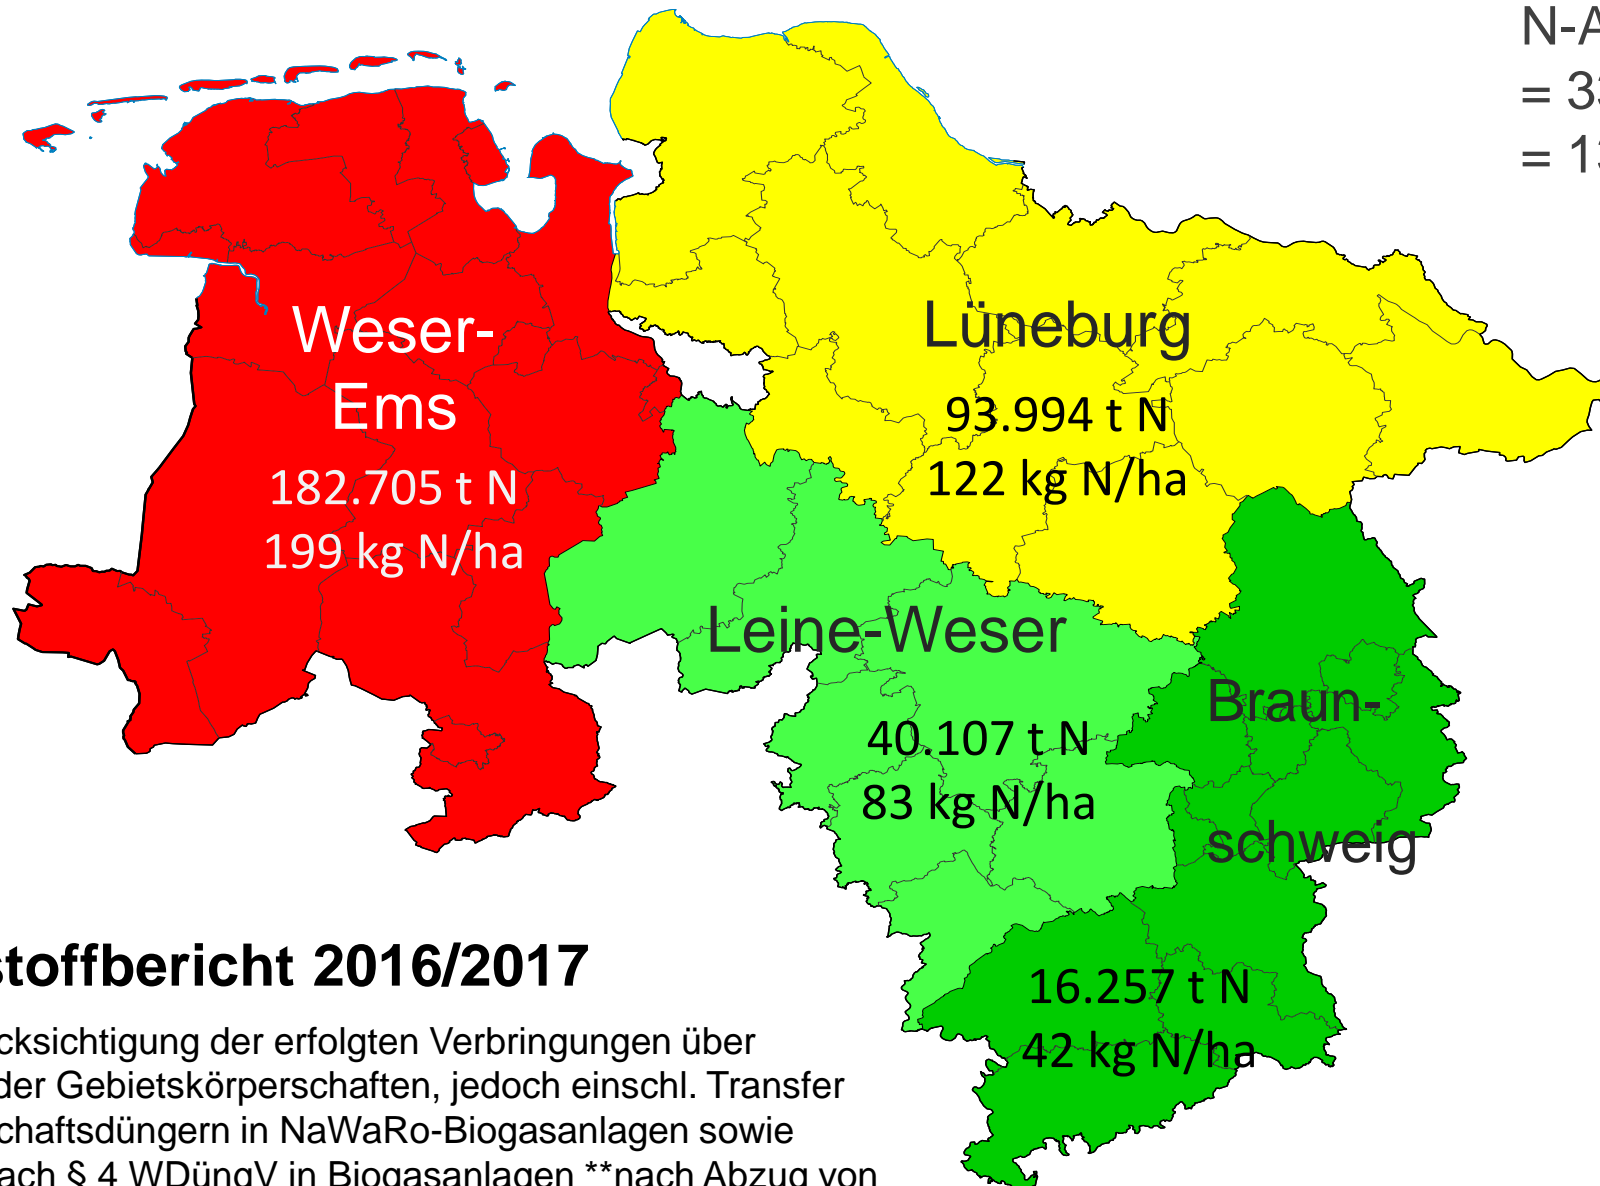 N-A
= 33
= 13
Weser-
Ems
182.705 t N
199 kg N/ha
Lüneburg
93.994 t N
122 kg N/ha
Leine-Weser
40.107 t N
83 kg N/ha
Braun-
schweig
16.257 t N
42 kg N/ha
stoffbericht 2016/2017
cksichtigung der erfolgten Verbringungen über
der Gebietskörperschaften, jedoch einschl. Transfer
chaftsdüngern in NaWaRo-Biogasanlagen sowie
ach § 4 WDüngV in Biogasanlagen **nach Abzug von